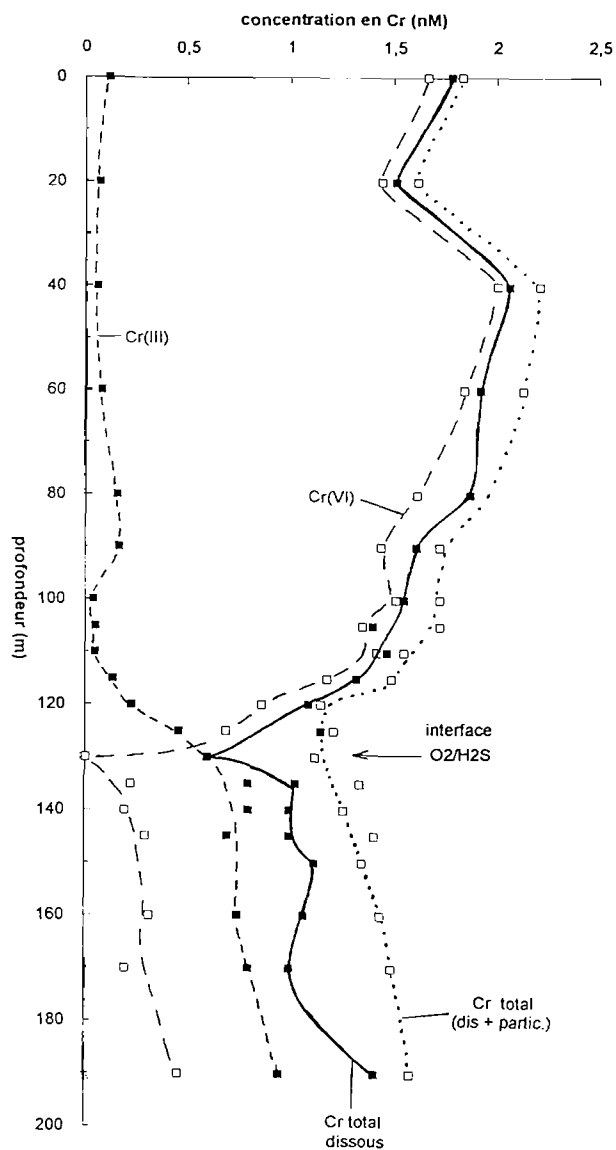 concentration en Cr (nM)
0 0,5 1 1,5 2 2,5
0
20
40
60
80
100
120
140
160
180
200
profondeur (m)
Cr(III)
Cr(VI)
interface
O2/H2S
Cr total
(dis + partic.)
Cr total
dissous